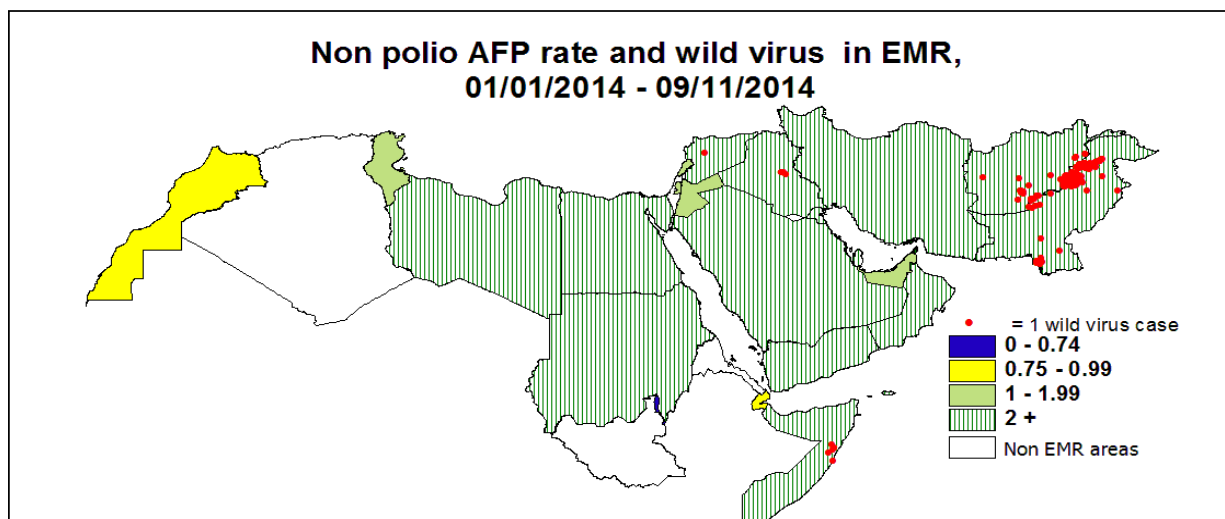 Non polio AFP rate and wild virus in EMR,
01/01/2014 - 09/11/2014
= 1 wild virus case
0 - 0.74
0.75 - 0.99
1 - 1.99
2 +
Non EMR areas